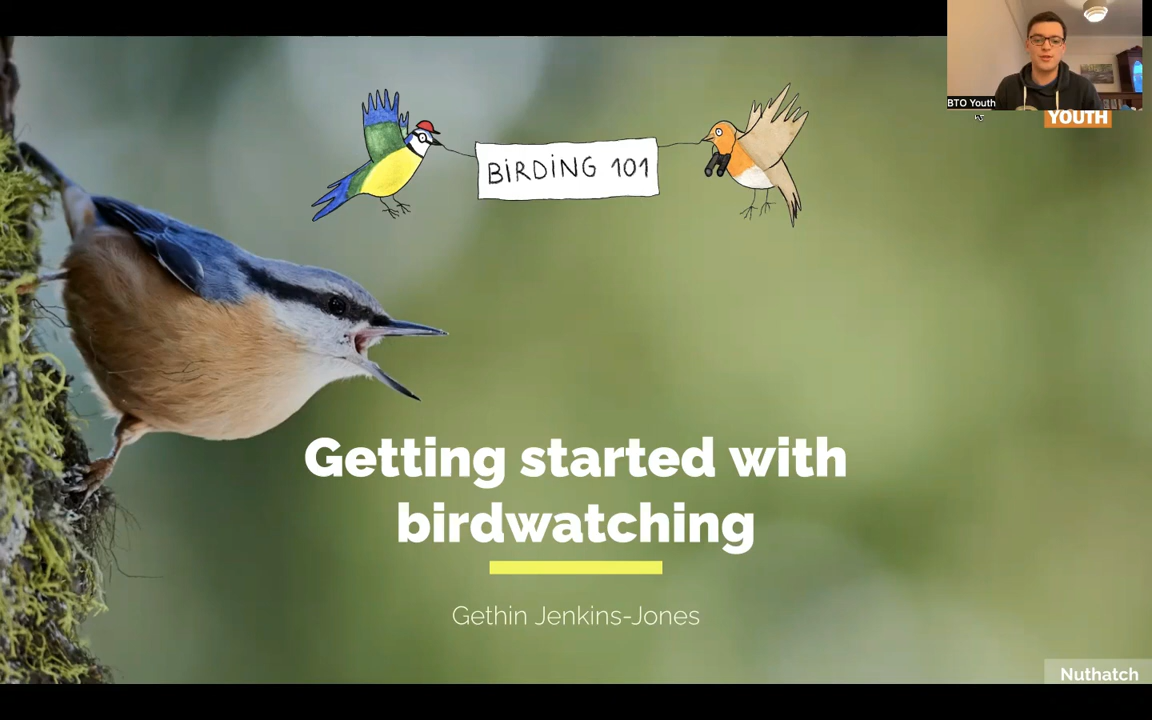 BTO Youth
YOUTH
BIRDING 101
Getting started with
birdwatching
Gethin Jenkins-Jones
Nuthatch